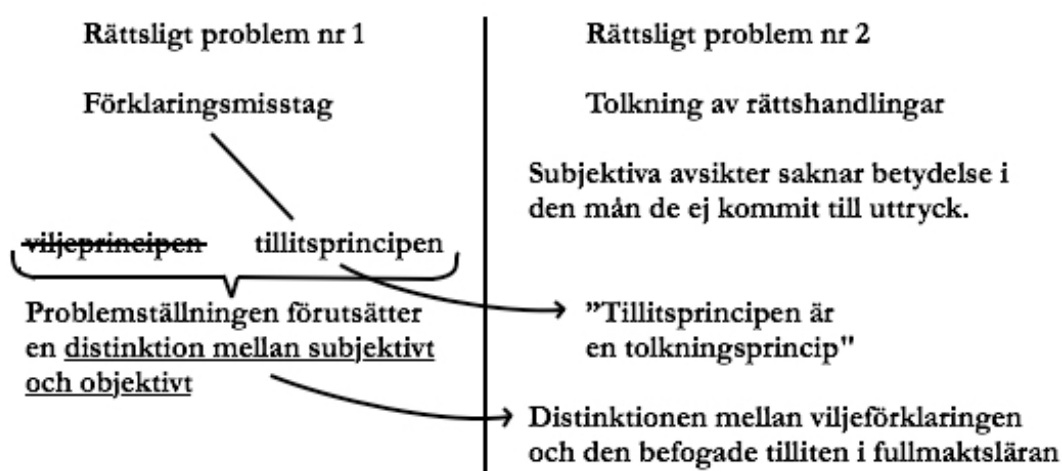 Rättsligt problem nr 1
Förklaringsmisstag
viljeprincipen tillitsprincipen
Problemställningen förutsätter
en distinktion mellan subjektivt
och objektivt
Rättsligt problem nr 2
Tolkning av rättshandlingar
Subjektiva avsikter saknar betydelse i
den mån de ej kommit till uttryck.
”Tillitsprincipen är
en tolkningsprincip"
Distinktionen mellan viljeförklaringen
och den befogade tilliten i fullmaktsläran